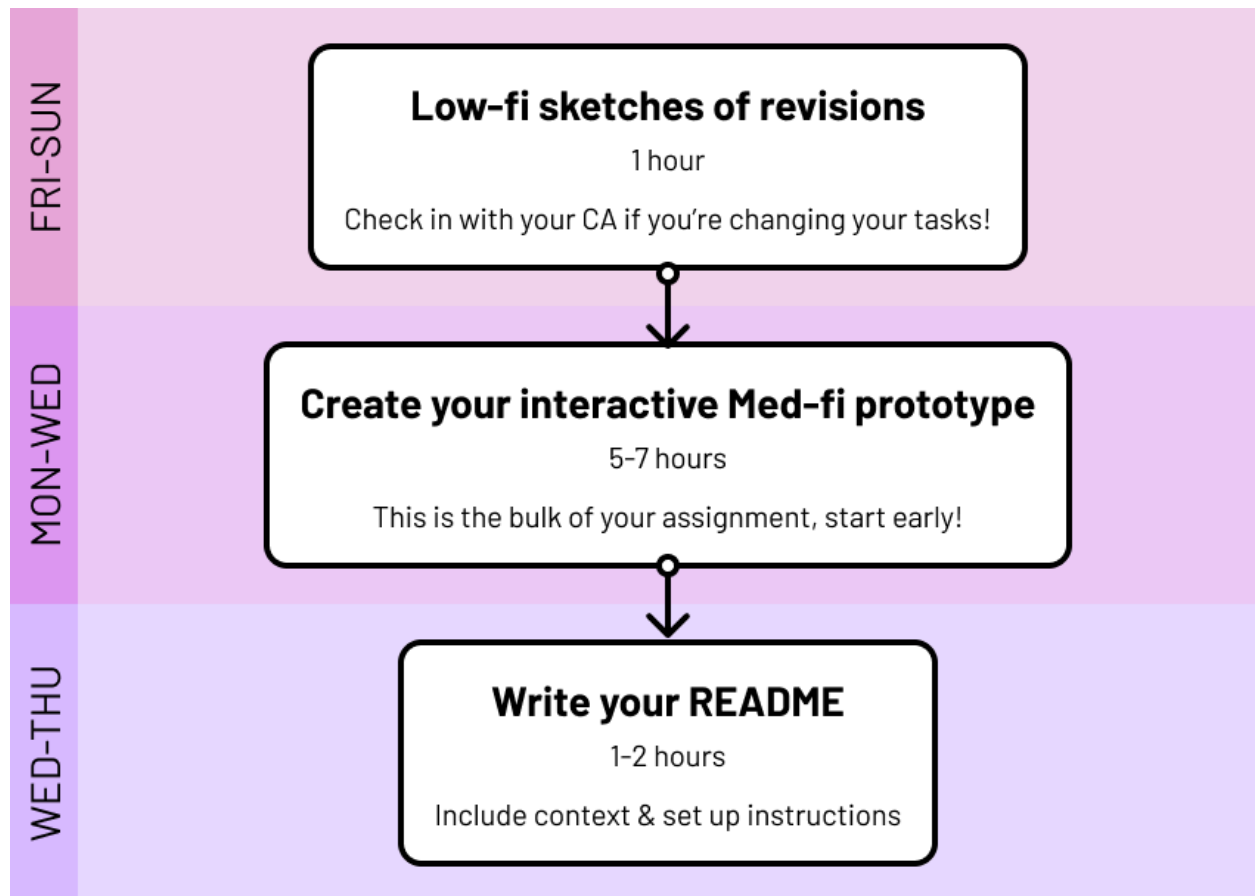 FRI-SUN
Low-fi sketches of revisions
1 hour
Check in with your CA if you’re changing your tasks!
MON-WED
Create your interactive Med-fi prototype
5-7 hours
This is the bulk of your assignment, start early!
WED-THU
Write your README
1-2 hours
Include context & set up instructions